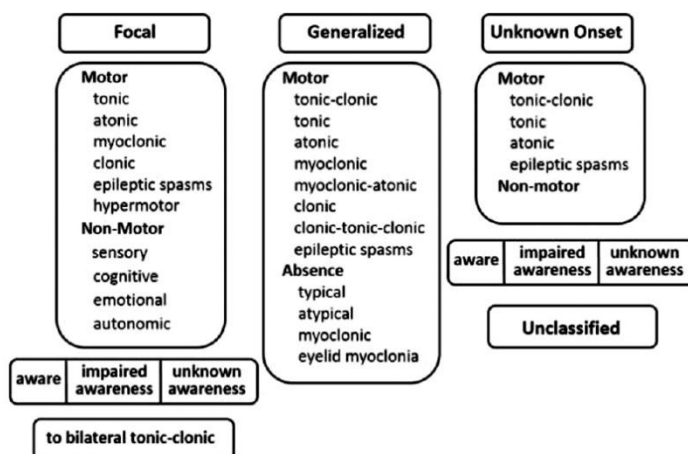 Focal
Motor
tonic
atonic
myoclonic
clonic
epileptic spasms
hypermotor
Non-Motor
sensory
cognitive
emotional
autonomic
aware
impaired awareness
unknown awareness
to bilateral tonic-clonic
Generalized
Motor
tonic-clonic
tonic
atonic
myoclonic
myoclonic-atonic
clonic
clonic-tonic-clonic
epileptic spasms
Absence
typical
atypical
myoclonic
eyelid myoclonia
Unknown Onset
Motor
tonic-clonic
tonic
atonic
epileptic spasms
Non-motor
aware
impaired awareness
unknown awareness
Unclassified